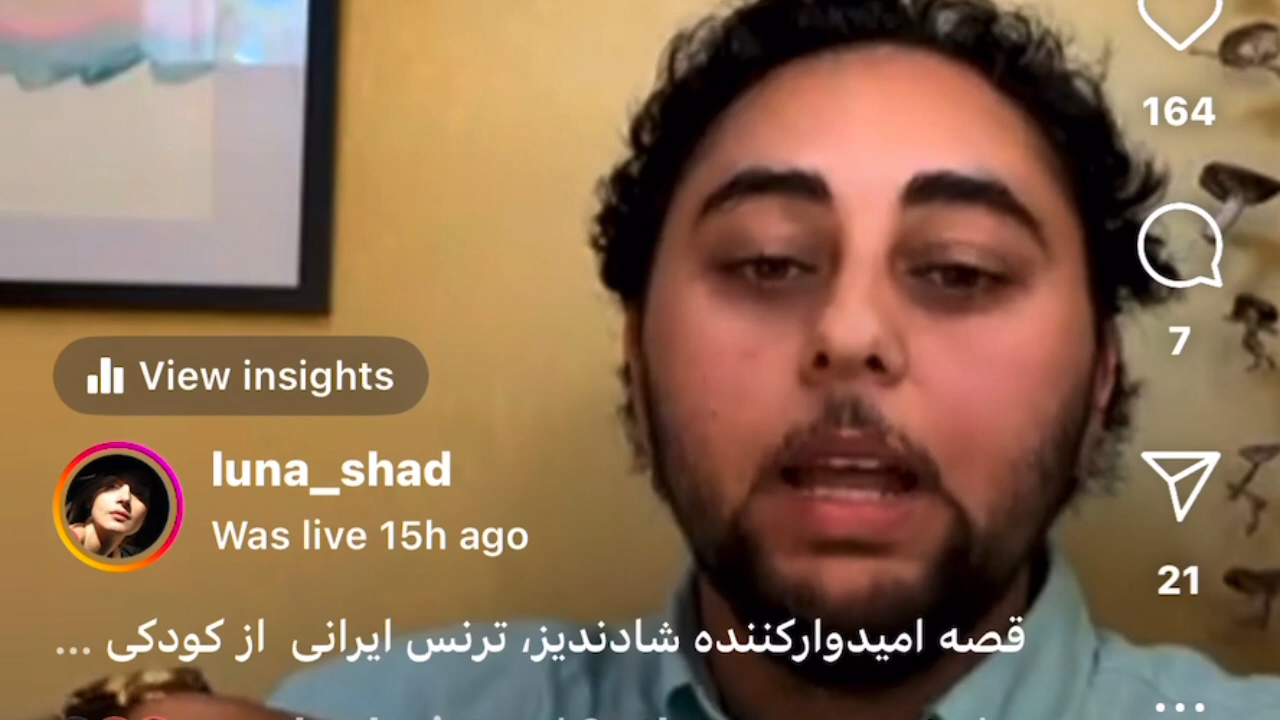 164
7
View insights
luna_shad
Was live 15h ago
21
قصه امیدوارکننده شادندیز، ترنس ایرانی از کودکی ...